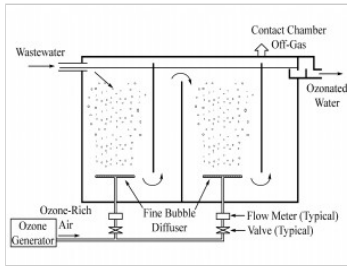 Contact Chamber
Off-Gas
Wastewater
Ozonated
Water
Ozone-Rich
Air
Fine Bubble
Diffuser
Flow Meter (Typical)
Valve (Typical)
Ozone
Generator